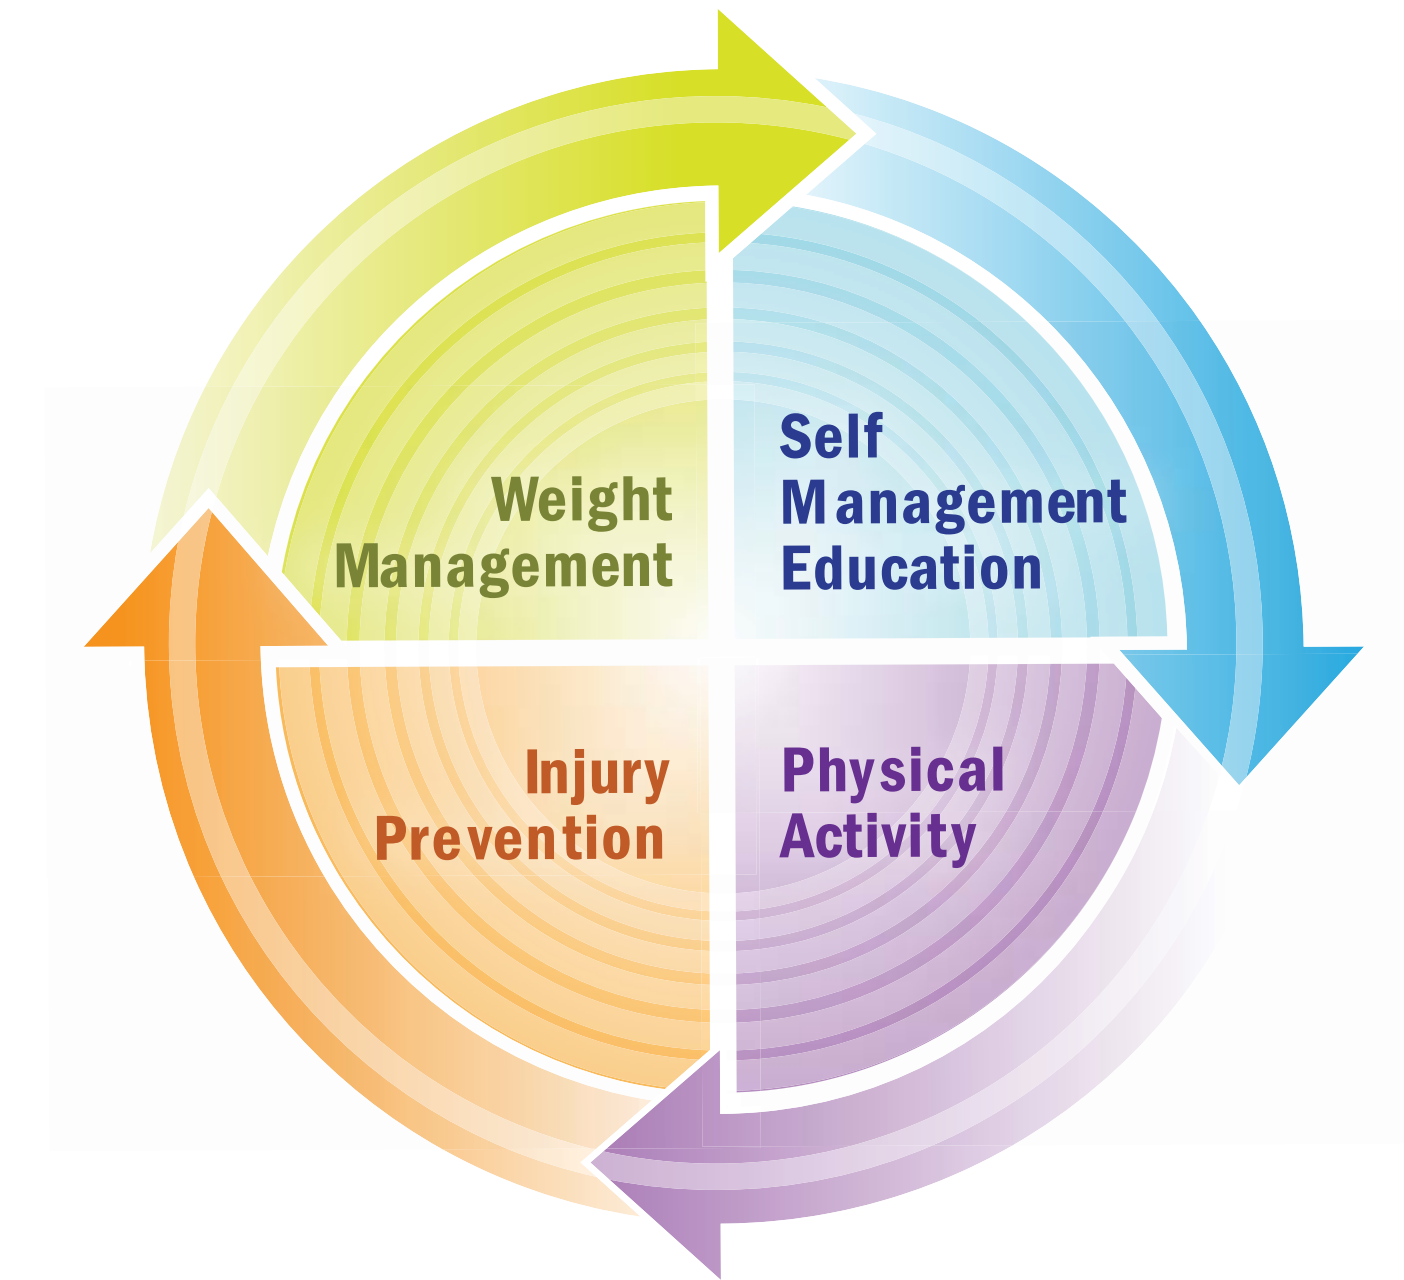 Weight
Management
Self
Management
Education
Injury
Prevention
Physical
Activity